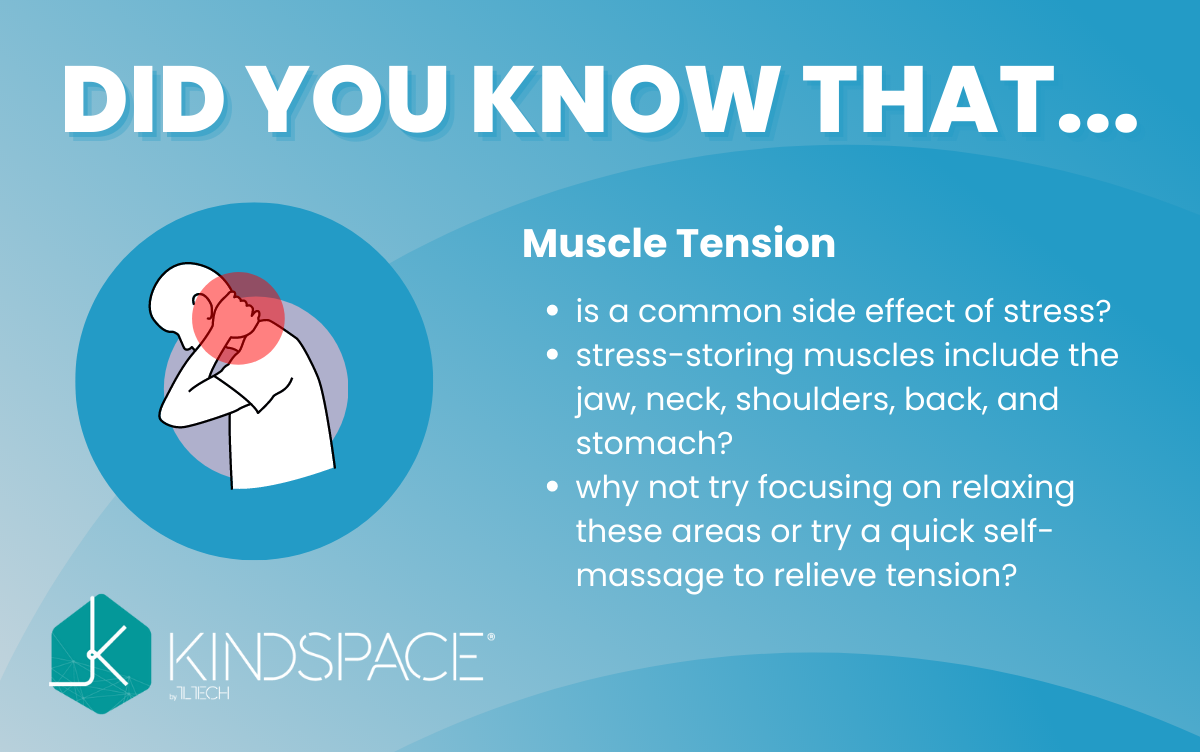 DID YOU KNOW THAT...
Muscle Tension
• is a common side effect of stress?
• stress-storing muscles include the
jaw, neck, shoulders, back, and
stomach?
• why not try focusing on relaxing
these areas or try a quick self-
massage to relieve tension?
KINDSPACE®
by TLTECH